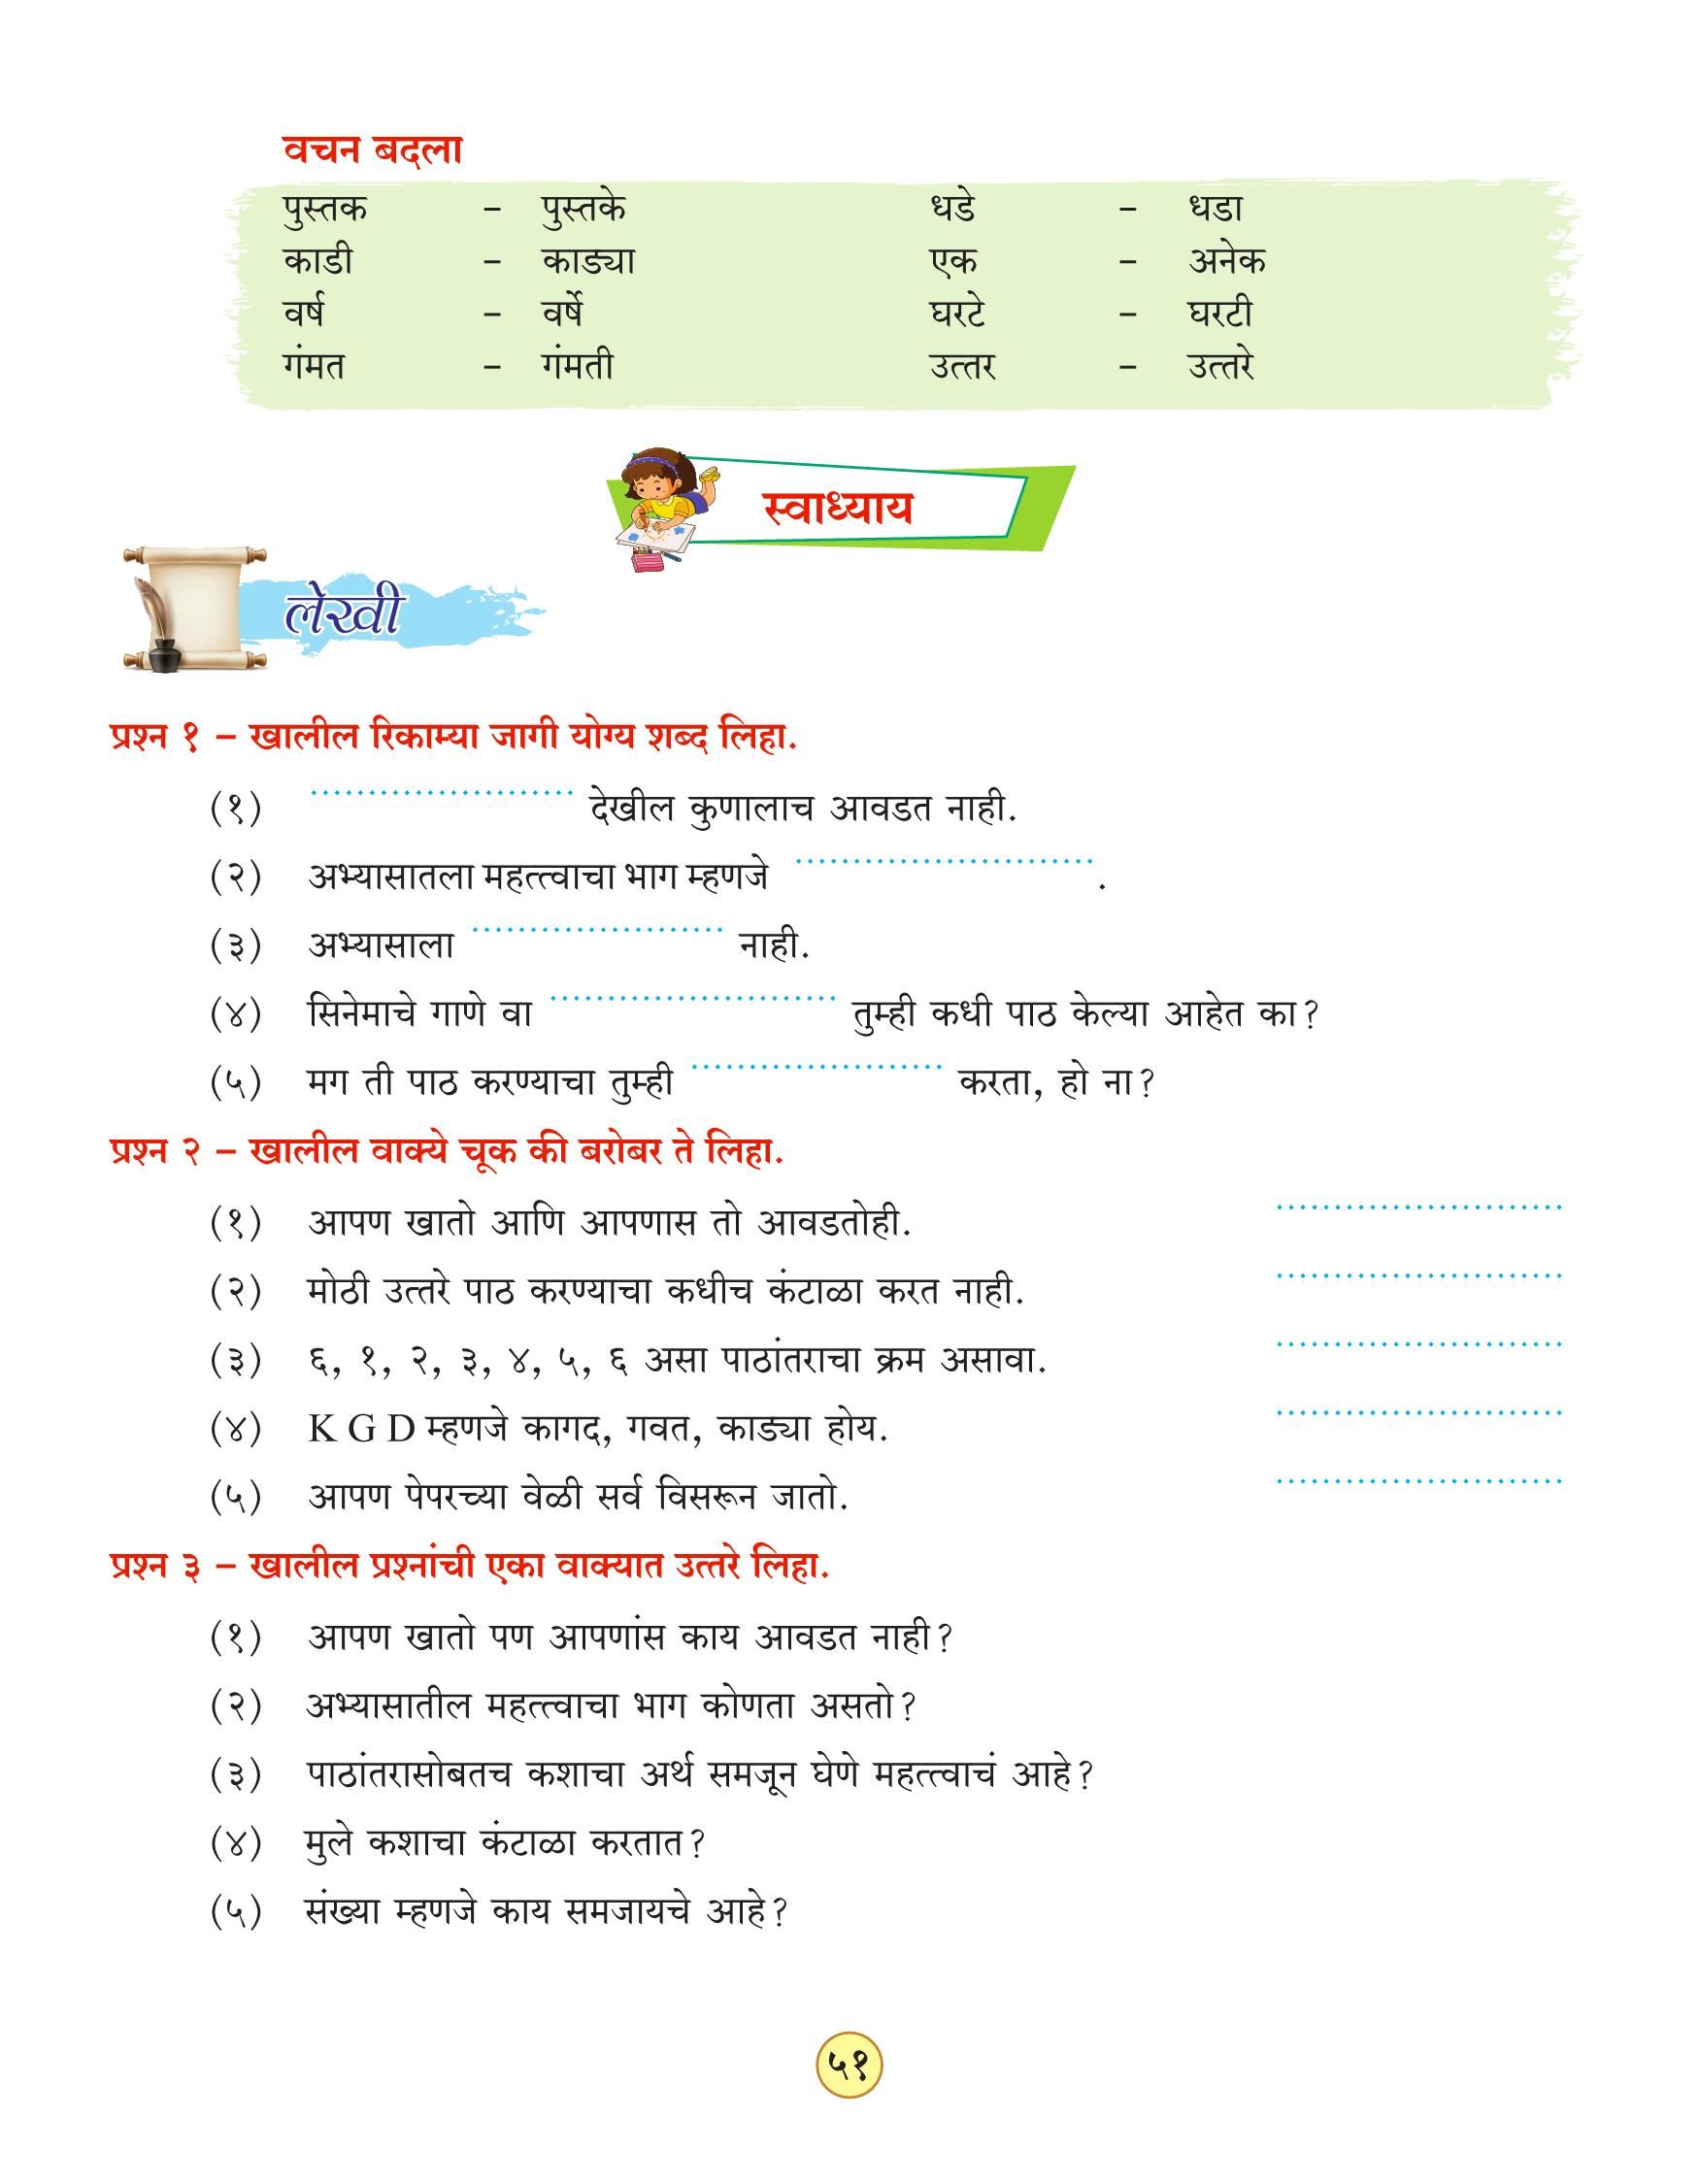 वचन बदला
पुस्तक – पुस्तके धडे – धडा
काडी – काड्या एक – अनेक
वर्ष – वर्षे घरटे – घरटी
गंमत – गंमती उत्तर – उत्तरे
स्वाध्याय
लेखी
प्रश्न १ – खालील रिकाम्या जागी योग्य शब्द लिहा.
(१) ....................... देखील कुणालाच आवडत नाही.
(२) अभ्यासातला महत्त्वाचा भाग म्हणजे .......................... .
(३) अभ्यासाला ...................... नाही.
(४) सिनेमाचे गाणे वा ......................... तुम्ही कधी पाठ केल्या आहेत का?
(५) मग ती पाठ करण्याचा तुम्ही ...................... करता, हो ना?
प्रश्न २ – खालील वाक्ये चूक की बरोबर ते लिहा.
(१) आपण खातो आणि आपणास तो आवडतोही. .........................
(२) मोठी उत्तरे पाठ करण्याचा कधीच कंटाळा करत नाही. .........................
(३) ६, १, २, ३, ४, ५, ६ असा पाठांतराचा क्रम असावा. .........................
(४) K G D म्हणजे कागद, गवत, काड्या होय. .........................
(५) आपण पेपरच्या वेळी सर्व विसरून जातो. .........................
प्रश्न ३ – खालील प्रश्नांची एका वाक्यात उत्तरे लिहा.
(१) आपण खातो पण आपणांस काय आवडत नाही?
(२) अभ्यासातील महत्त्वाचा भाग कोणता असतो?
(३) पाठांतरासोबतच कशाचा अर्थ समजून घेणे महत्त्वाचं आहे?
(४) मुले कशाचा कंटाळा करतात?
(५) संख्या म्हणजे काय समजायचे आहे?
५१